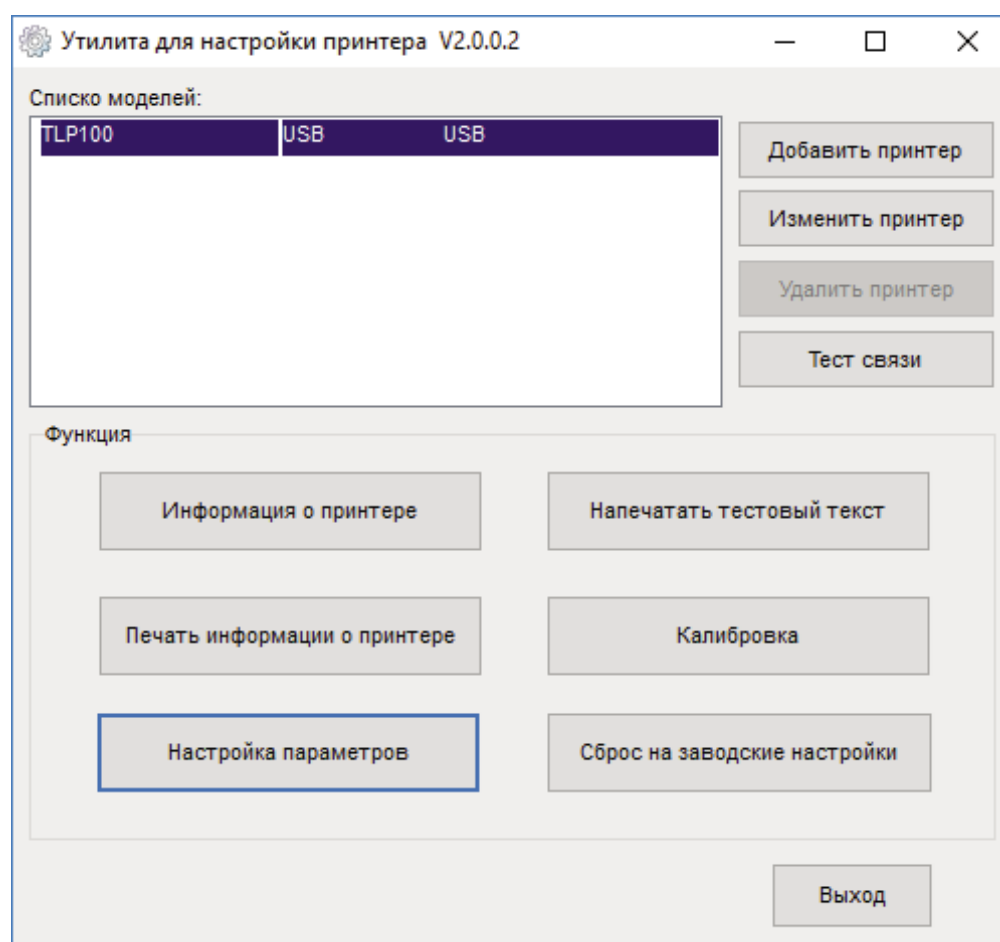 Утилита для настройки принтера V2.0.0.2
Списко моделей:
TLP100 USB USB
Добавить принтер
Изменить принтер
Удалить принтер
Тест связи
Функция
Информация о принтере
Напечатать тестовый текст
Печать информации о принтере
Калибровка
Настройка параметров
Сброс на заводские настройки
Выход